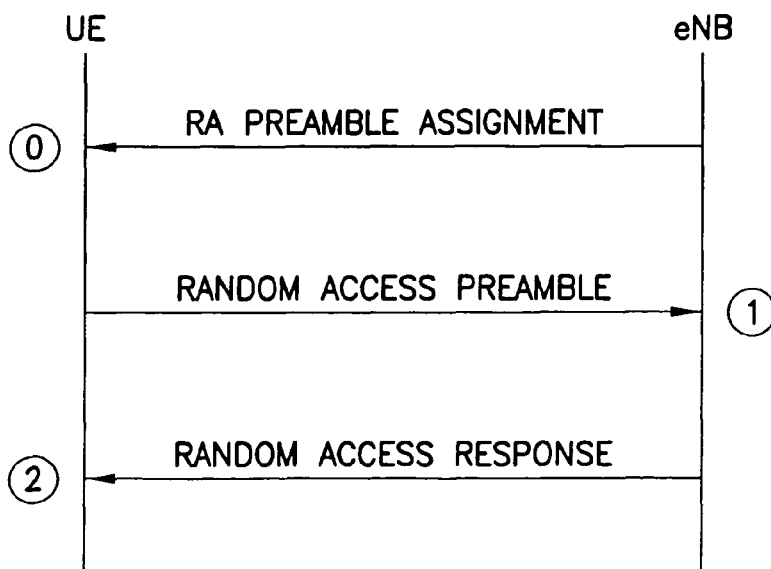 UE
eNB
RA PREAMBLE ASSIGNMENT
0
RANDOM ACCESS PREAMBLE
1
RANDOM ACCESS RESPONSE
2